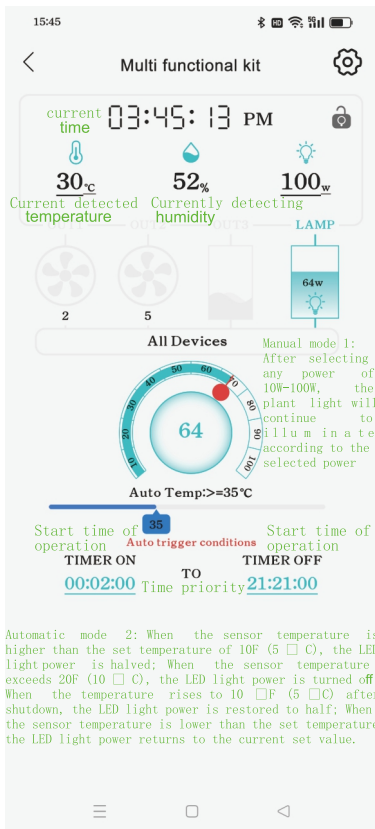 15:45
HD 5G
Multi functional kit
current
time
03:45:13 PM
30℃
52%
100w
Current detected
temperature
Currently detecting
humidity
OUT1 OUT2 OUT3 LAMP
64w
2 5
All Devices
Manual mode 1:
After selecting
any power of
10W-100W, the
plant light will
continue to
illuminate
according to the
selected power
10 20 30 40 50 60 70 80 90 100
64
Auto Temp:>=35℃
35
Start time of
operation
Auto trigger conditions
Start time of
operation
TIMER ON
TO
TIMER OFF
00:02:00
Time priority
21:21:00
Automatic mode 2: When the sensor temperature is
higher than the set temperature of 10F (5 □ C), the LED
light power is halved; When the sensor temperature
exceeds 20F (10 □ C), the LED light power is turned off
When the temperature rises to 10 □F (5 □C) after
shutdown, the LED light power is restored to half; When
the sensor temperature is lower than the set temperature
the LED light power returns to the current set value.